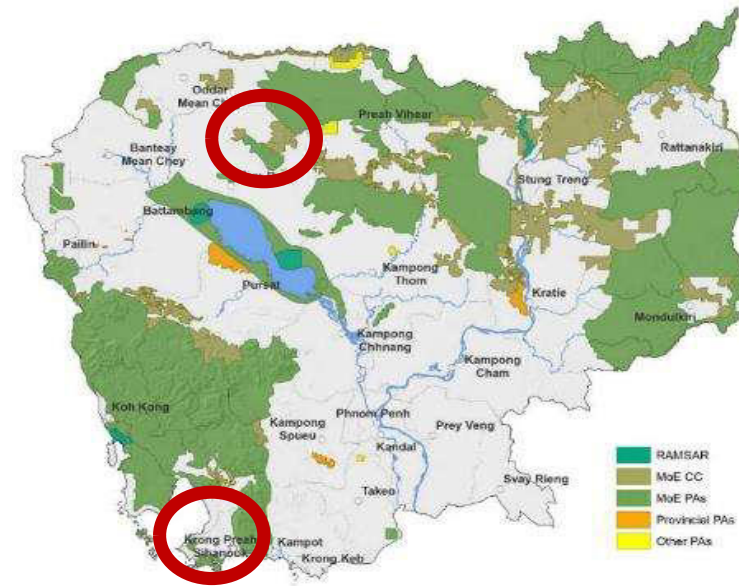 Oddar
Preah Vihear
Banteay
Mean Chey
Rattanakiri
Stung Treng
Battambang
Pailin
Kampong
Thom
Pursat
Kratie
Mondulkiri
Kampong
Chhnang
Kampong
Cham
Koh Kong
Phnom Penh
Kampong
Spueu
Prey Veng
Kandal
Takeo
Svay Rieng
Krong Preah
Sihanouk
Kampot
Krong Keb
RAMSAR
MoE CC
MoE PAs
Provincial PAs
Other PAs